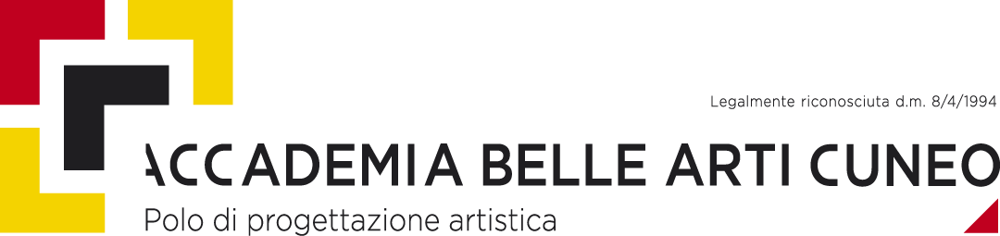 Legalmente riconosciuta d.m. 8/4/1994
ACCADEMIA BELLE ARTI CUNEO
Polo di progettazione artistica